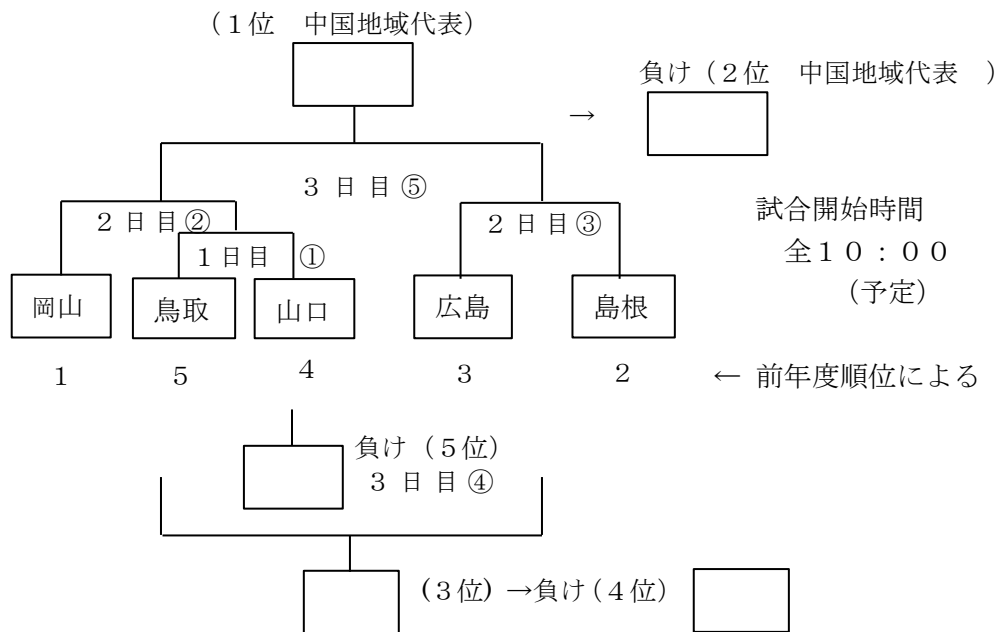 （１位　中国地域代表）
負け（２位　中国地域代表　）
→
３日目⑤
試合開始時間
２日目②
２日目③
１日目　①
全１０：００
（予定）
岡山　鳥取　山口　広島　島根
１　５　４　３　２　← 前年度順位による
負け（５位）
３日目④
（３位）→負け（４位）